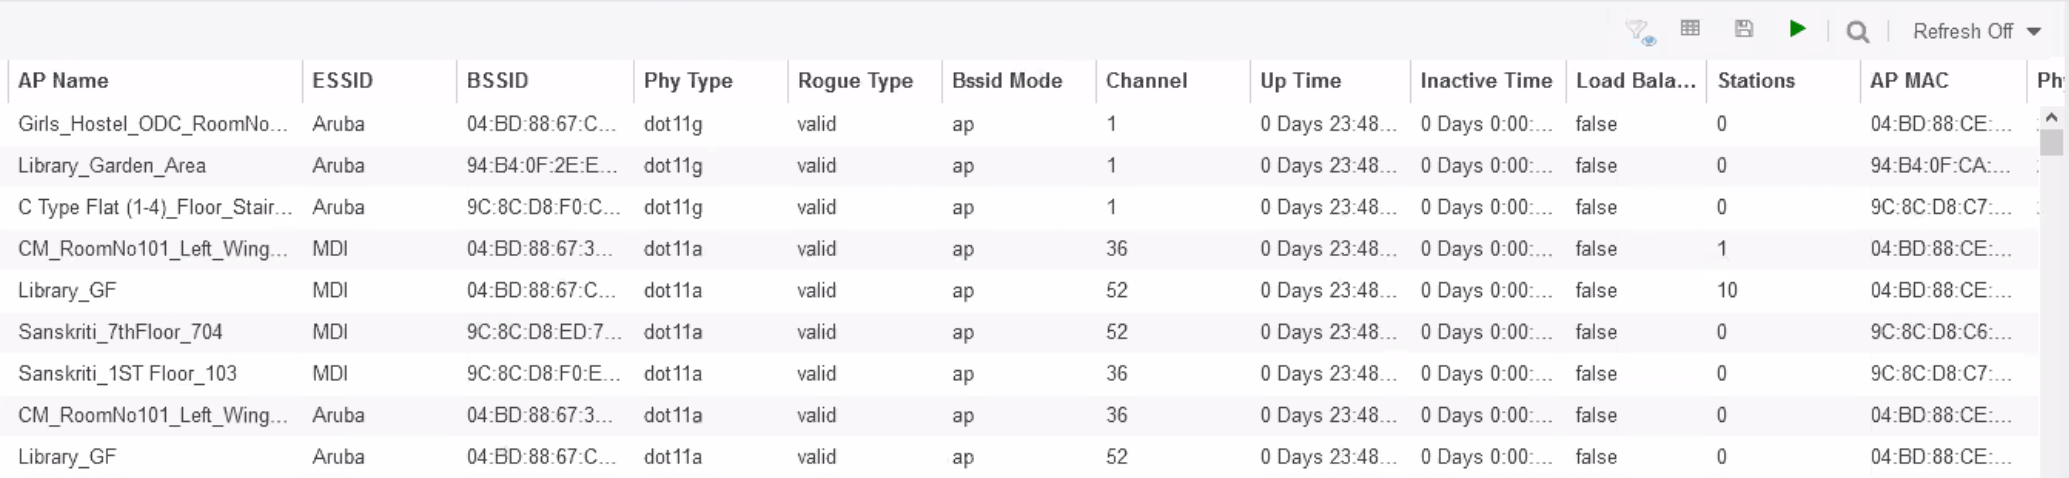 Refresh Off
AP Name ESSID BSSID Phy Type Rogue Type Bssid Mode Channel Up Time Inactive Time Load Bala... Stations AP MAC Ph
Girls_Hostel_ODC_RoomNo... Aruba 04:BD:88:67:C... dot11g valid ap 1 0 Days 23:48... 0 Days 0:00:... false 0 04:BD:88:CE:...
Library_Garden_Area Aruba 94:B4:0F:2E:E... dot11g valid ap 1 0 Days 23:48... 0 Days 0:00:... false 0 94:B4:0F:CA:...
C Type Flat (1-4)_Floor_Stair... Aruba 9C:8C:D8:F0:C... dot11g valid ap 1 0 Days 23:48... 0 Days 0:00:... false 0 9C:8C:D8:C7:...
CM_RoomNo101_Left_Wing... MDI 04:BD:88:67:3... dot11a valid ap 36 0 Days 23:48... 0 Days 0:00:... false 1 04:BD:88:CE:...
Library_GF MDI 04:BD:88:67:C... dot11a valid ap 52 0 Days 23:48... 0 Days 0:00:... false 10 04:BD:88:CE:...
Sanskriti_7thFloor_704 MDI 9C:8C:D8:ED:7... dot11a valid ap 52 0 Days 23:48... 0 Days 0:00:... false 0 9C:8C:D8:C6:...
Sanskriti_1ST Floor_103 MDI 9C:8C:D8:F0:E... dot11a valid ap 36 0 Days 23:48... 0 Days 0:00:... false 0 9C:8C:D8:C7:...
CM_RoomNo101_Left_Wing... Aruba 04:BD:88:67:3... dot11a valid ap 36 0 Days 23:48... 0 Days 0:00:... false 0 04:BD:88:CE:...
Library_GF Aruba 04:BD:88:67:C... dot11a valid ap 52 0 Days 23:48... 0 Days 0:00:... false 0 04:BD:88:CE:...